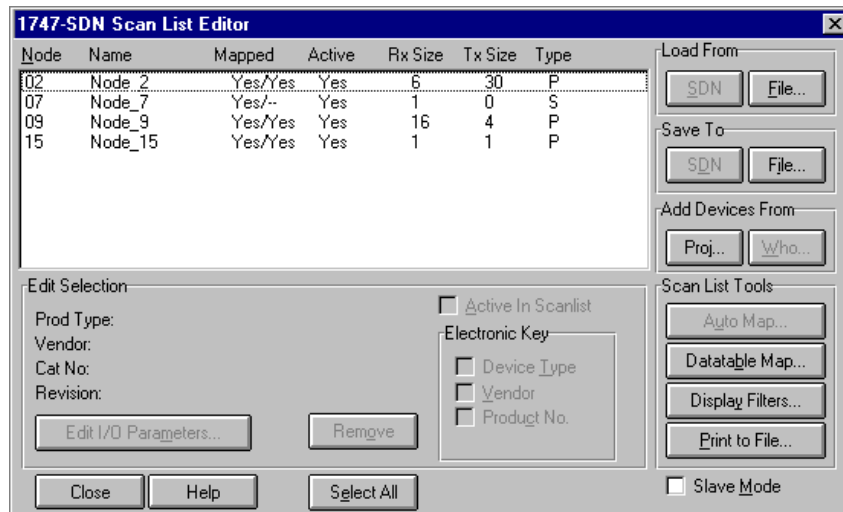 1747-SDN Scan List Editor
Node Name Mapped Active Rx Size Tx Size Type
02 Node_2 Yes/Yes Yes 6 30 P
07 Node_7 Yes/-- Yes 1 0 S
09 Node_9 Yes/Yes Yes 16 4 P
15 Node_15 Yes/Yes Yes 1 1 P
Load From
SDN File...
Save To
SDN File...
Add Devices From
Proj... Who...
Edit Selection
Prod Type:
Vendor:
Cat No:
Revision:
Edit I/O Parameters... Remove
Active In Scanlist
Electronic Key
Device Type
Vendor
Product No.
Scan List Tools
Auto Map...
Datatable Map...
Display Filters...
Print to File...
Close Help Select All
Slave Mode